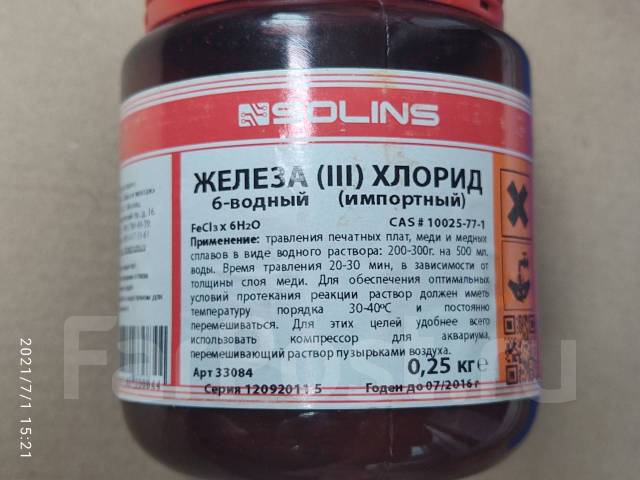 SOLINS
ЖЕЛЕЗА (III) ХЛОРИД
6-водный (импортный)
FeCl3 x 6H2O CAS # 10025-77-1
Применение: травления печатных плат, меди и медных
сплавов в виде водного раствора: 200-300г. на 500 мл.
воды. Время травления 20-30 мин, в зависимости от
толщины слоя меди. Для обеспечения оптимальных
условий протекания реакции раствор должен иметь
температуру порядка 30-40ºC и постоянно
перемешиваться. Для этих целей удобнее всего
использовать компрессор для аквариума,
перемешивающий раствор пузырьками воздуха.
Арт 33084 0,25 кг e
Серия 12092011.5 Годен до 07/2016 г
2021/7/1 15:21